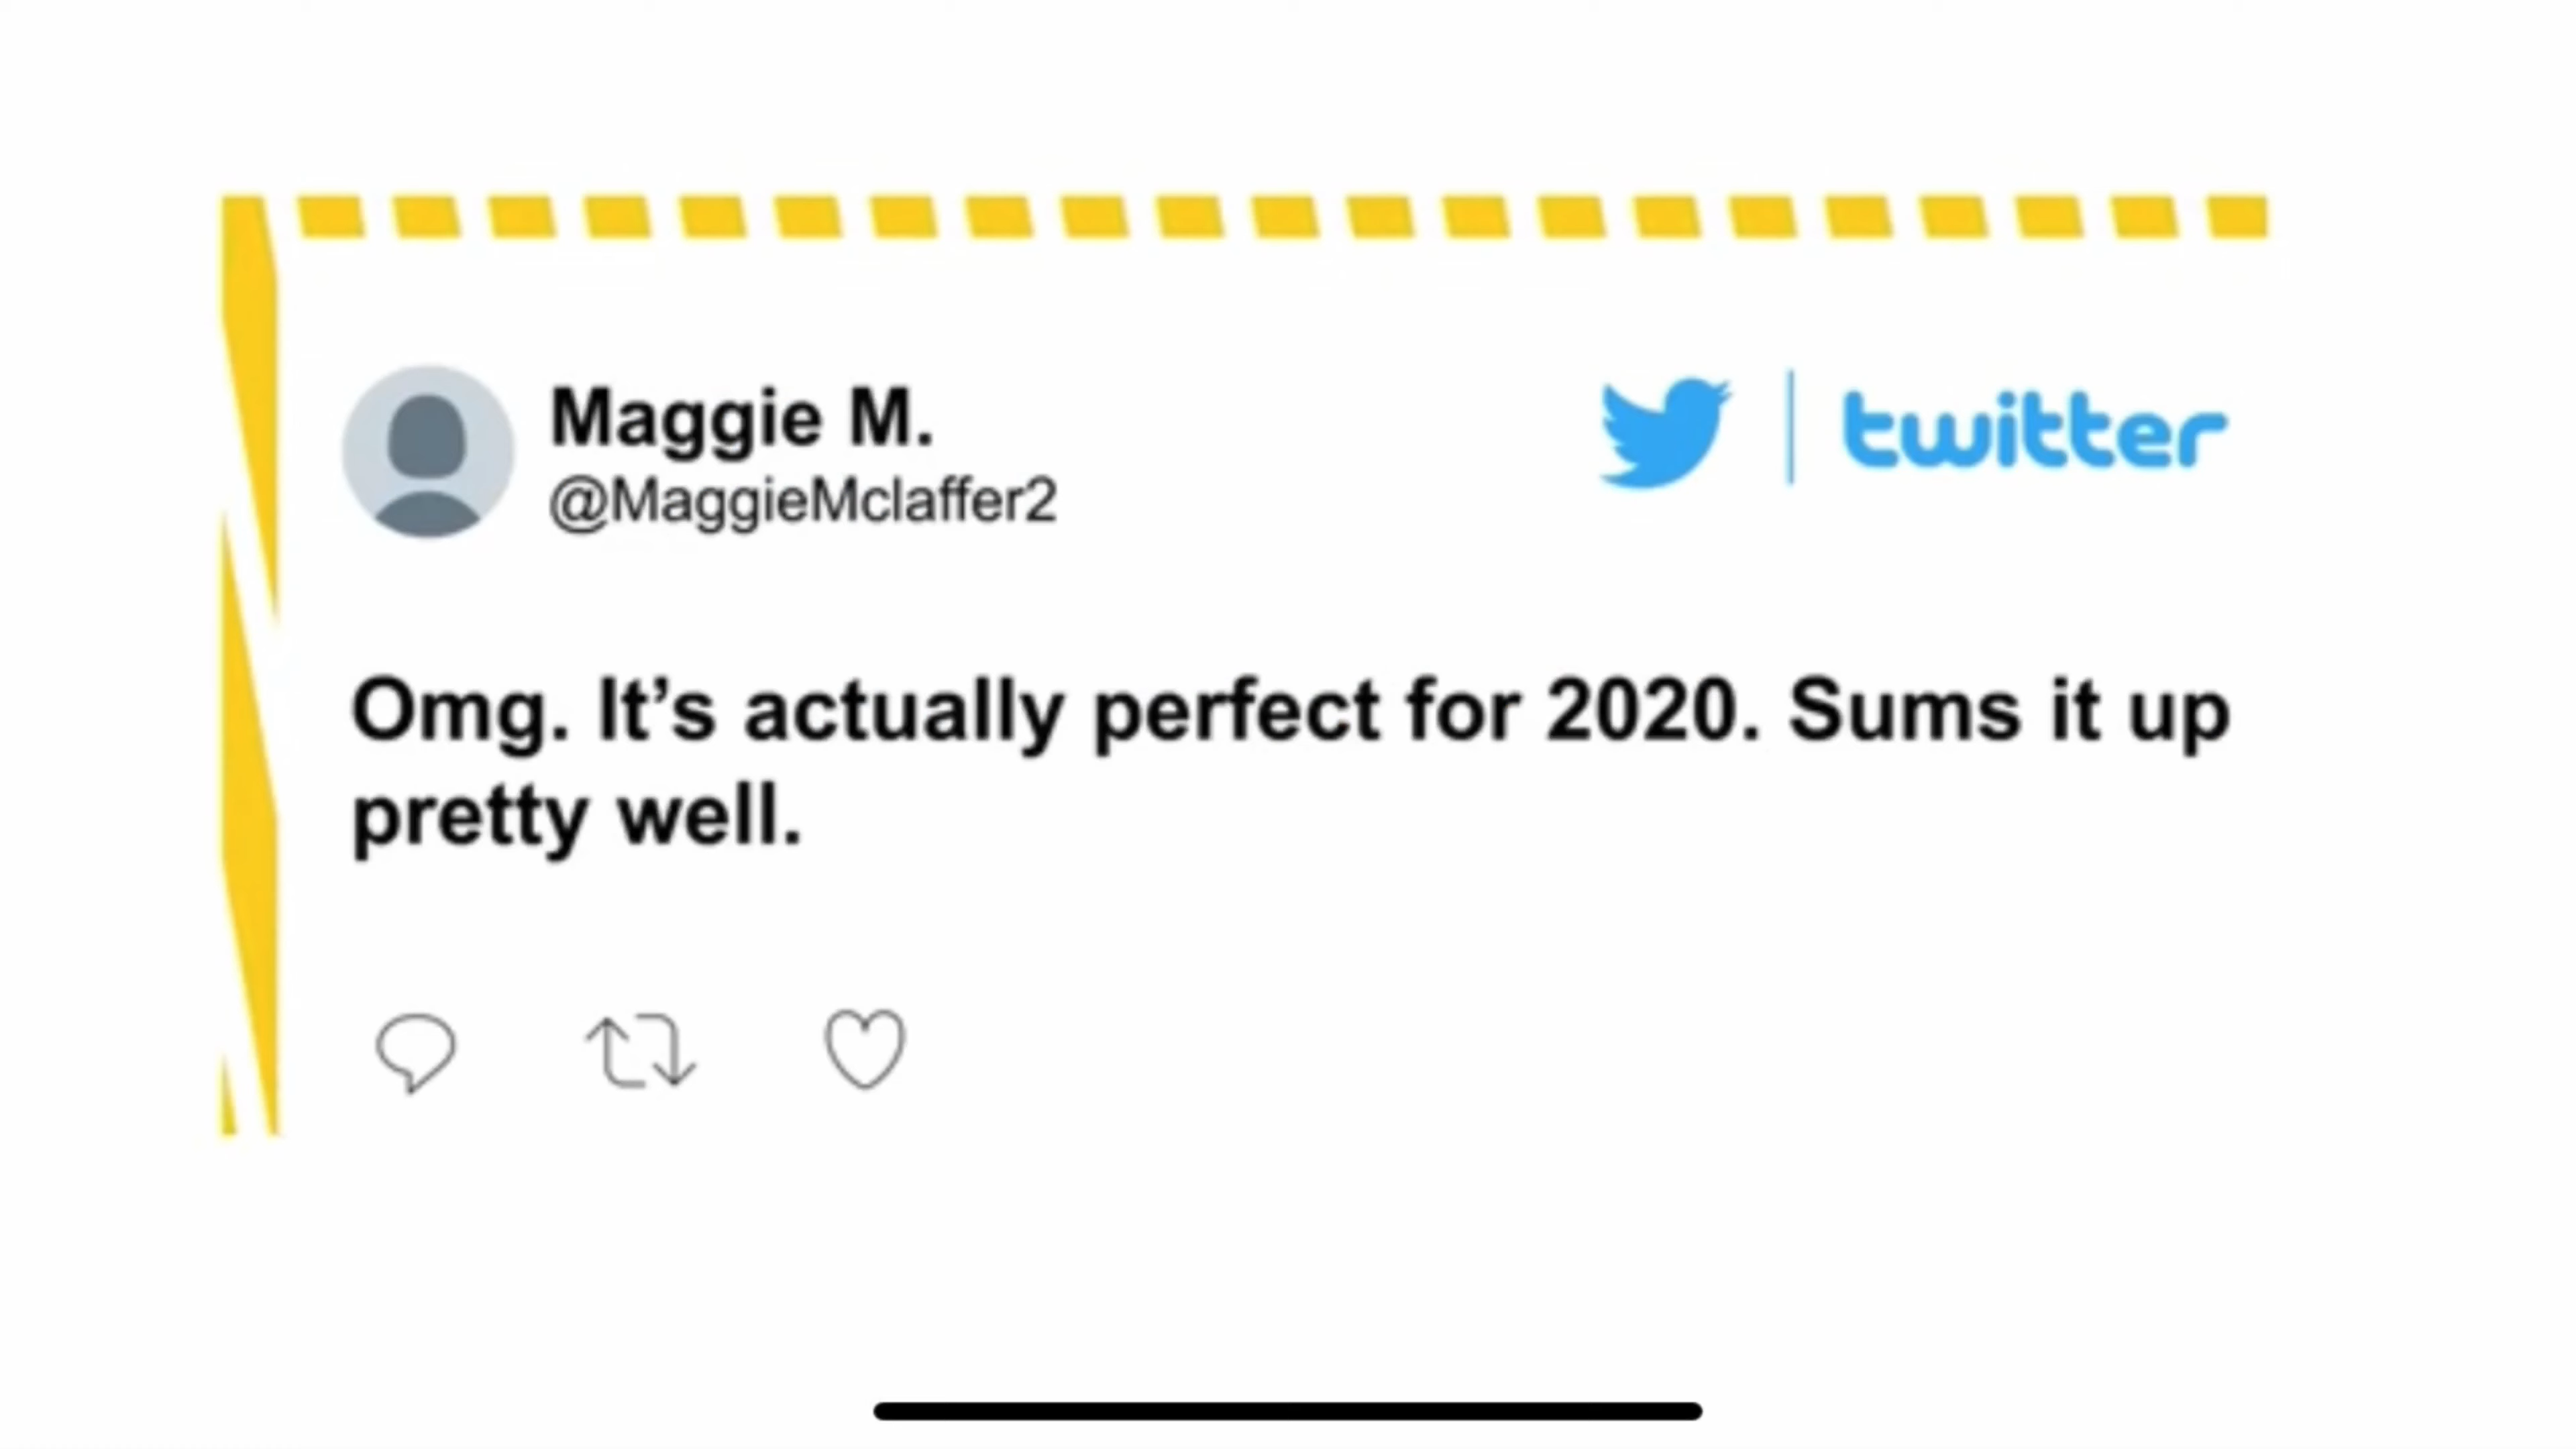 Maggie M.
twitter
@MaggieMclaffer2
Omg. It’s actually perfect for 2020. Sums it up
pretty well.